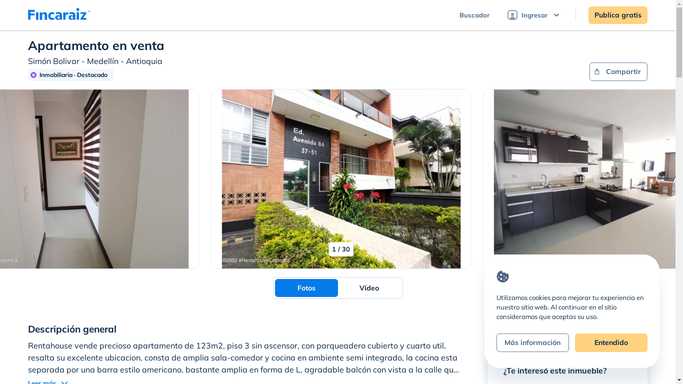 Fincaraiz
Buscador
Ingresar
Publica gratis
Apartamento en venta
Simón Bolivar - Medellín - Antioquia
Inmobiliaria · Destacado
Compartir
Ed.
Avenida 84
37-51
1 / 30
Fotos
Video
Utilizamos cookies para mejorar tu experiencia en
nuestro sitio web. Al continuar en el sitio
consideramos que aceptas su uso.
Más información
Entendido
Descripción general
Rentahouse vende precioso apartamento de 123m2, piso 3 sin ascensor, con parqueadero cubierto y cuarto util.
resalta su excelente ubicacion, consta de amplia sala-comedor y cocina en ambiente semi integrado, la cocina esta
separada por una barra estilo americano. bastante amplia en forma de L, agradable balcón con vista a la calle qu...
Leer más
¿Te interesó este inmueble?